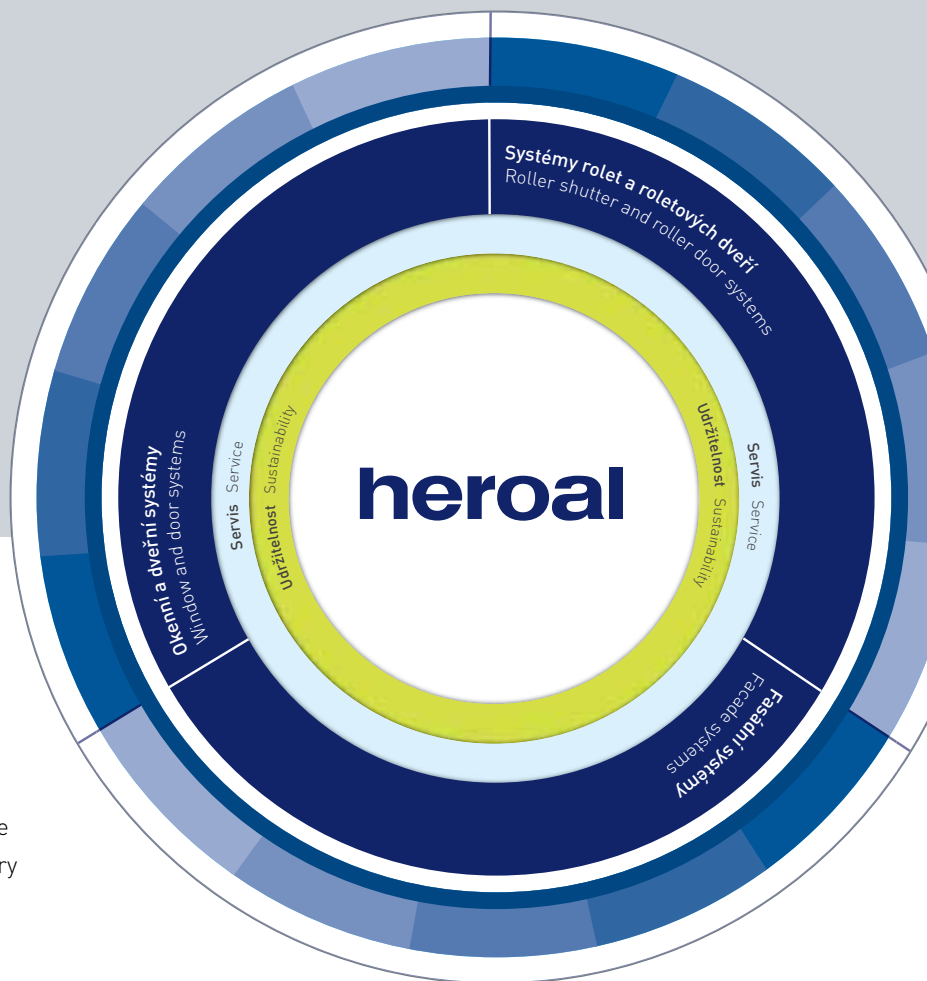 Systémy rolet a roletových dveří
Roller shutter and roller door systems
Okenní a dveřní systémy
Window and door systems
Servis Service
Udržitelnost Sustainability
heroal
Udržitelnost Sustainability
Servis Service
Fasádní systémy
Facade systems
e
ry